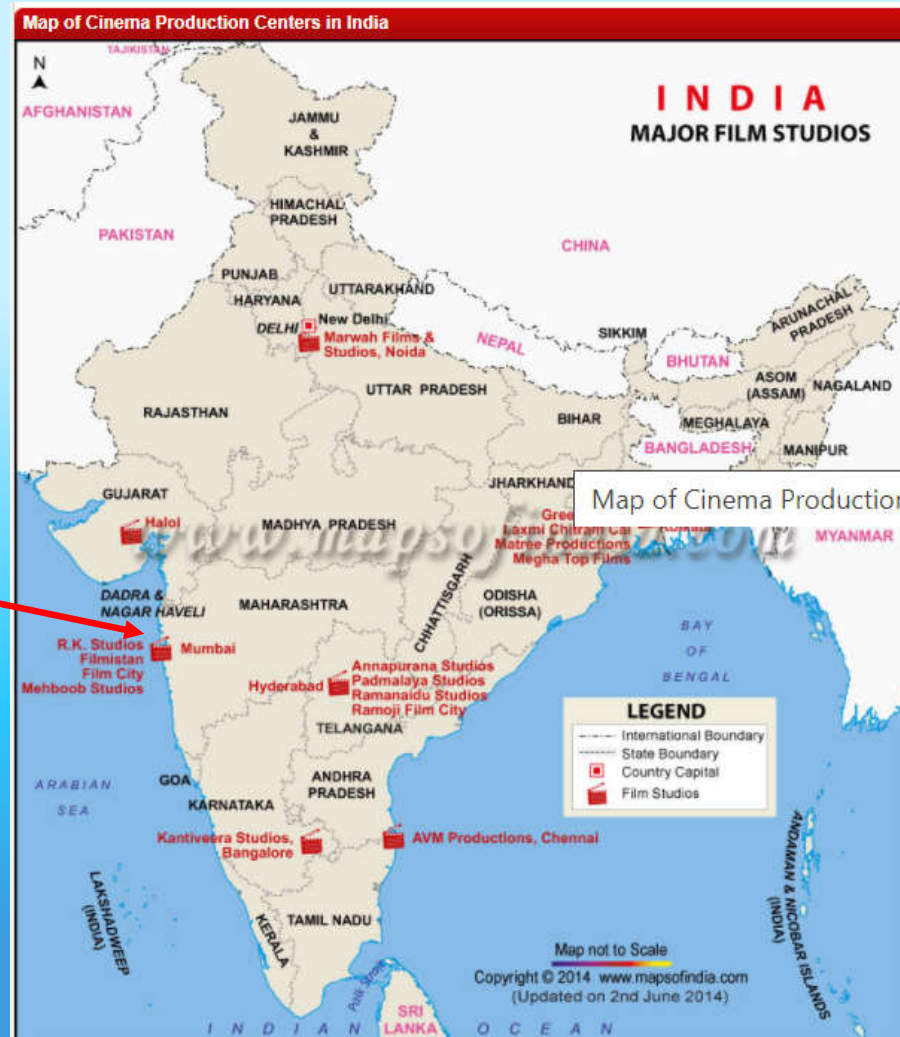 Map of Cinema Production Centers in India
TAJIKISTAN
N
INDIA
MAJOR FILM STUDIOS
AFGHANISTAN
JAMMU
&
KASHMIR
HIMACHAL
PRADESH
PAKISTAN
CHINA
PUNJAB
UTTARAKHAND
HARYANA
DELHI
New Delhi
Marwah Films &
Studios, Noida
NEPAL
SIKKIM
ARUNACHAL
PRADESH
BHUTAN
UTTAR PRADESH
ASOM
(ASSAM)
NAGALAND
RAJASTHAN
BIHAR
MEGHALAYA
BANGLADESH
MANIPUR
JHARKHAND
Map of Cinema Production
GUJARAT
Halol
MADHYA PRADESH
Laxmi Chitram Cal
Matree Productions
Megha Top Films
MYANMAR
CHHATTISGARH
ODISHA
(ORISSA)
DADRA &
NAGAR HAVELI
MAHARASHTRA
BAY
OF
BENGAL
R.K. Studios
Filmistan
Film City
Mehboob Studios
Mumbai
Hyderabad
Annapurana Studios
Padmalaya Studios
Ramanaidu Studios
Ramoji Film City
TELANGANA
LEGEND
International Boundary
State Boundary
Country Capital
Film Studios
ARABIAN
SEA
GOA
KARNATAKA
ANDHRA
PRADESH
Kantiveera Studios,
Bangalore
AVM Productions, Chennai
LAKSHADWEEP
(INDIA)
ANDAMAN & NICOBAR ISLANDS
(INDIA)
KERALA
TAMIL NADU
Map not to Scale
Copyright © 2014 www.mapsofindia.com
(Updated on 2nd June 2014)
Palk Strait
SRI
LANKA
INDIAN OCEAN